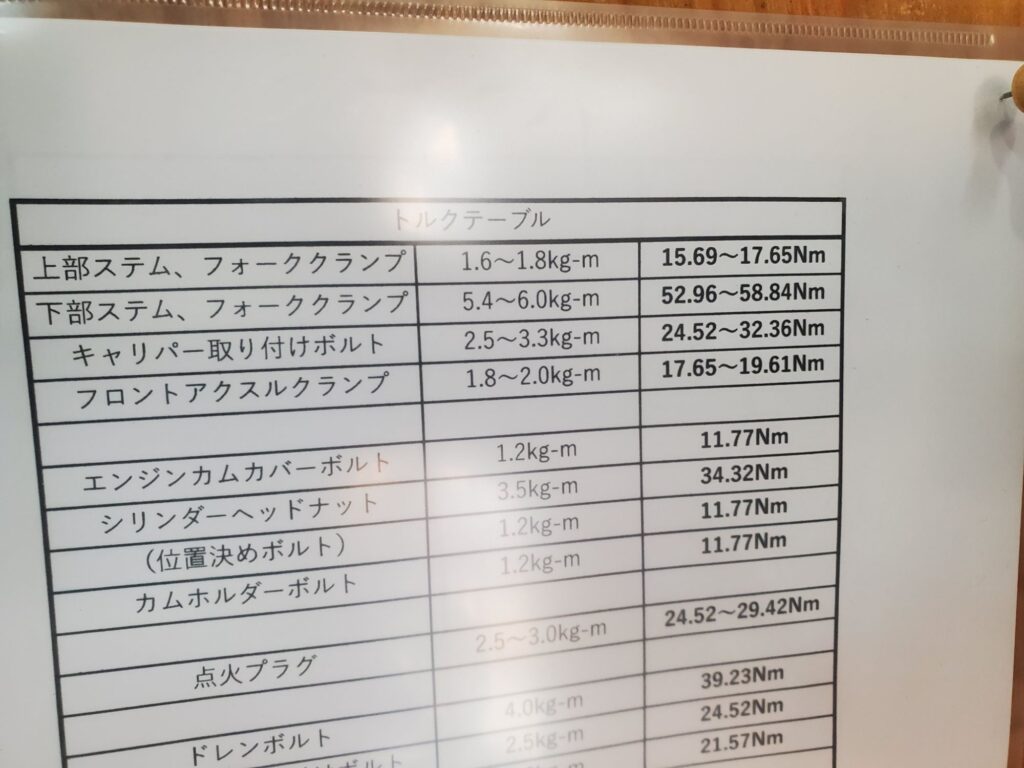 トルクテーブル
上部ステム、フォーククランプ 1.6～1.8kg-m 15.69～17.65Nm
下部ステム、フォーククランプ 5.4～6.0kg-m 52.96～58.84Nm
キャリパー取り付けボルト 2.5～3.3kg-m 24.52～32.36Nm
フロントアクスルクランプ 1.8～2.0kg-m 17.65～19.61Nm
エンジンカムカバーボルト 1.2kg-m 11.77Nm
シリンダーヘッドナット 3.5kg-m 34.32Nm
（位置決めボルト） 1.2kg-m 11.77Nm
カムホルダーボルト 1.2kg-m 11.77Nm
点火プラグ 2.5～3.0kg-m 24.52～29.42Nm
ドレンボルト 4.0kg-m 39.23Nm
ボルト 2.5kg-m 24.52Nm
21.57Nm